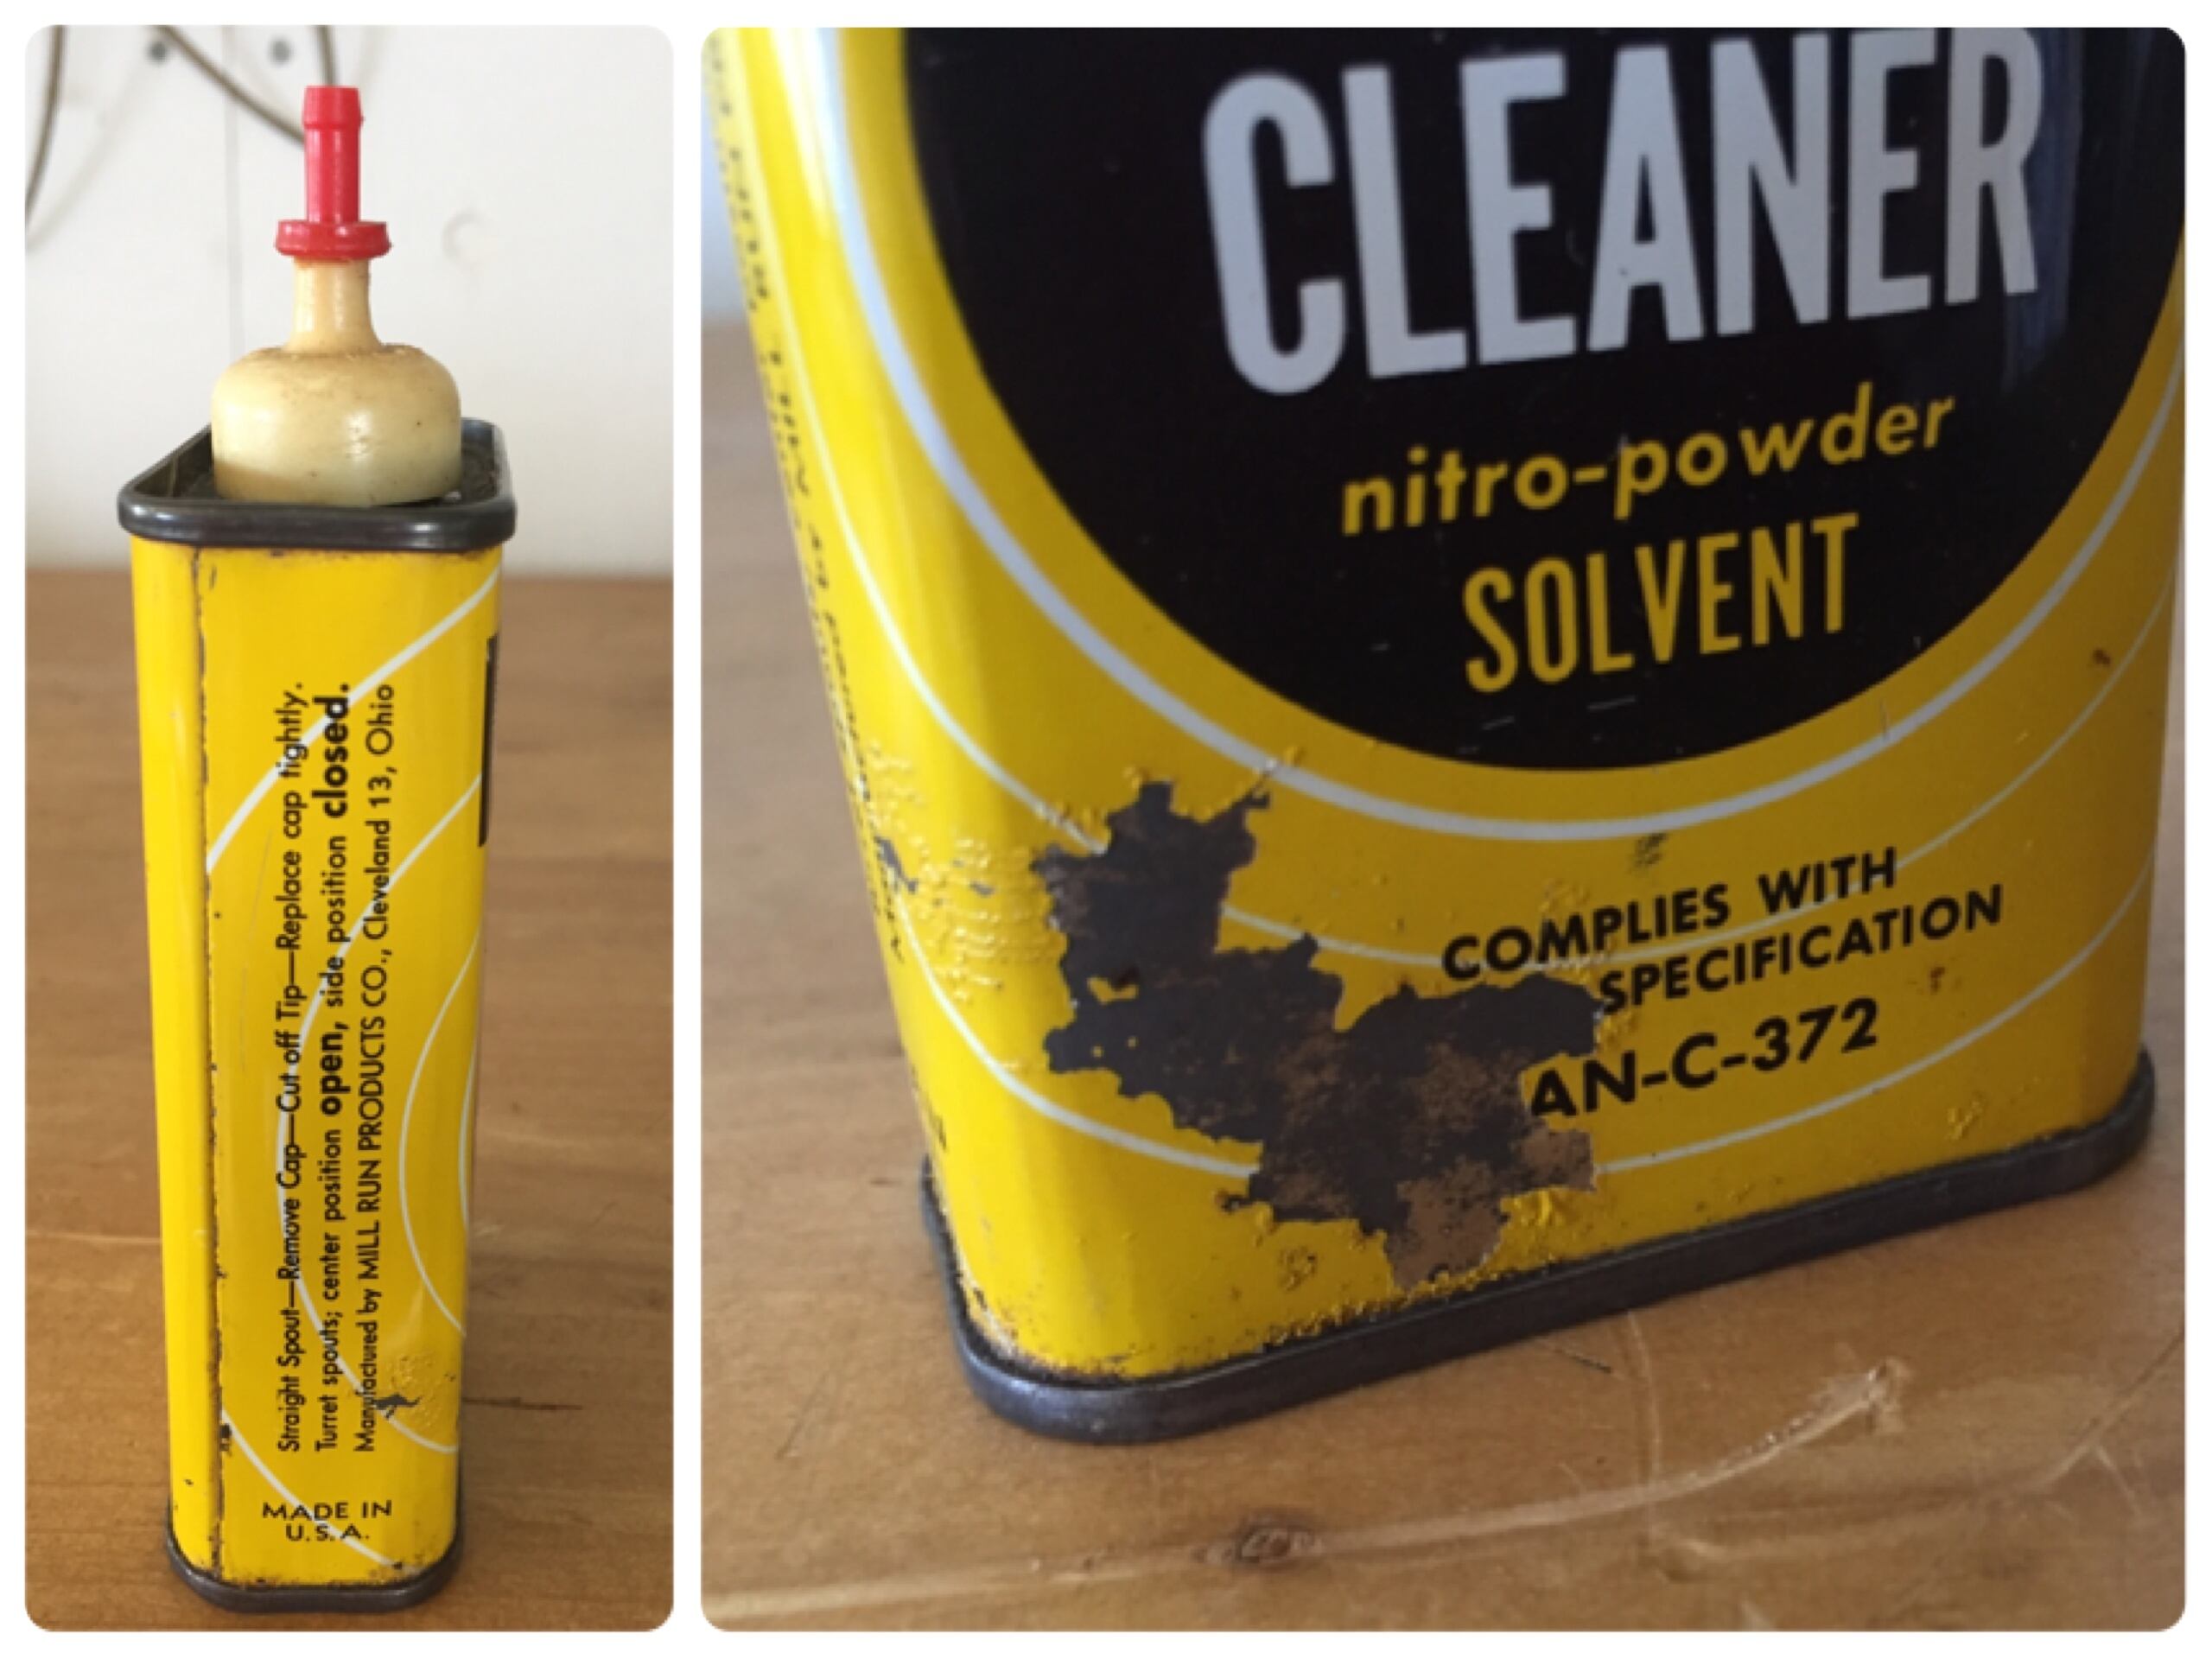 Straight Spout—Remove Cap—Cut off Tip—Replace cap tightly.
Turret spouts; center position open, side position closed.
Manufactured by MILL RUN PRODUCTS CO., Cleveland 13, Ohio
MADE IN
U.S.A.
CLEANER
nitro-powder
SOLVENT
COMPLIES WITH
SPECIFICATION
AN-C-372